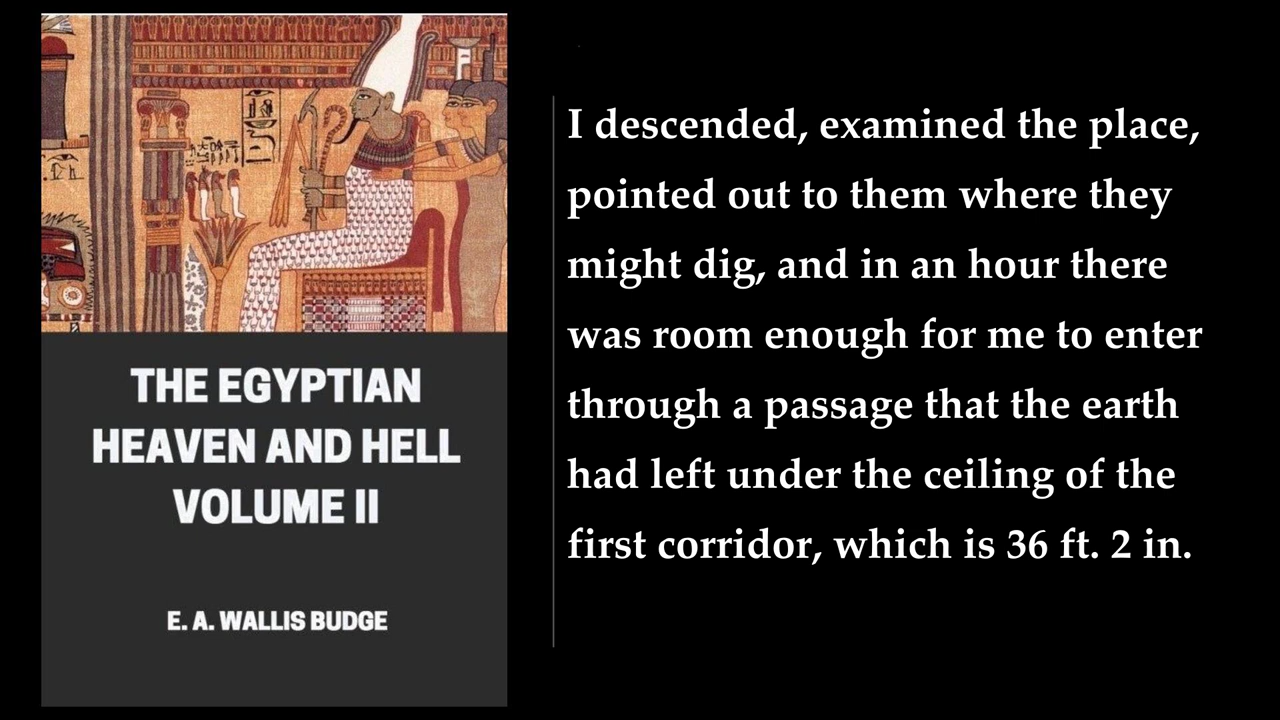 THE EGYPTIAN
HEAVEN AND HELL
VOLUME II
E. A. WALLIS BUDGE
I descended, examined the place,
pointed out to them where they
might dig, and in an hour there
was room enough for me to enter
through a passage that the earth
had left under the ceiling of the
first corridor, which is 36 ft. 2 in.